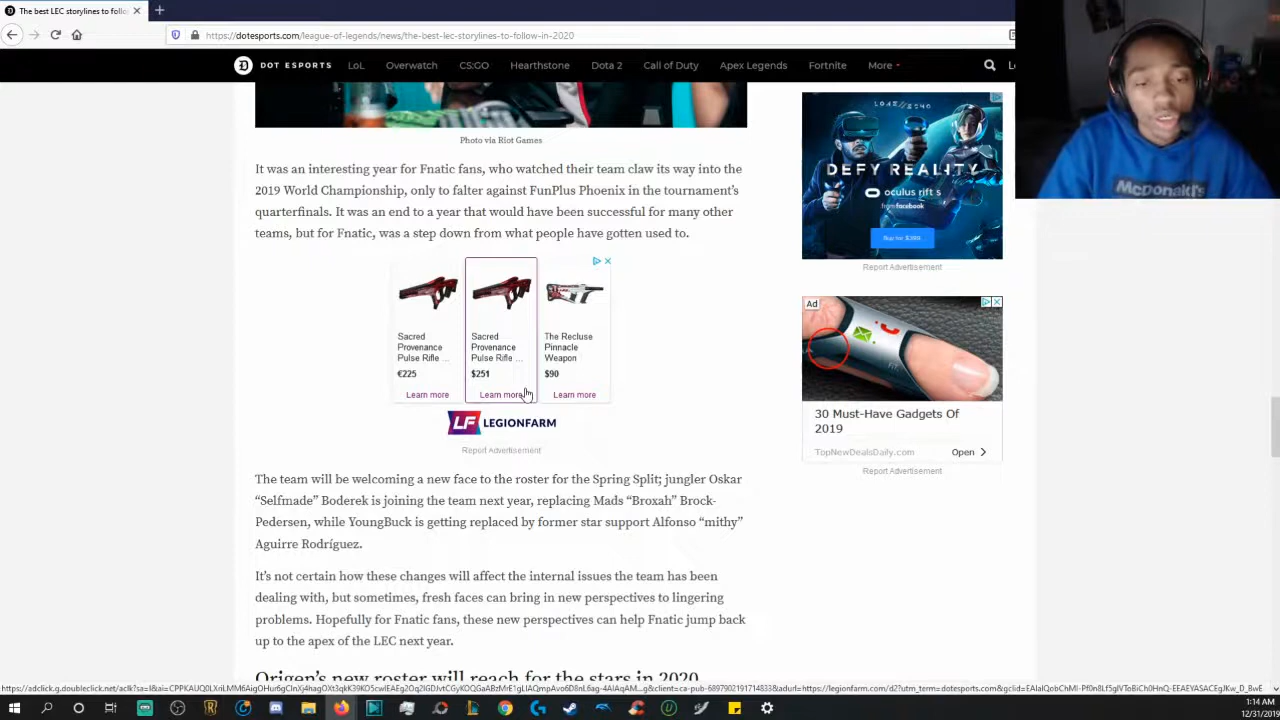 The best LEC storylines to follo
https://dotesports.com/league-of-legends/news/the-best-lec-storylines-to-follow-in-2020
DOT ESPORTS
LoL
Overwatch
CS:GO
Hearthstone
Dota 2
Call of Duty
Apex Legends
Fortnite
More
Photo via Riot Games
It was an interesting year for Fnatic fans, who watched their team claw its way into the
2019 World Championship, only to falter against FunPlus Phoenix in the tournament's
quarterfinals. It was an end to a year that would have been successful for many other
teams, but for Fnatic, was a step down from what people have gotten used to.
Sacred
Provenance
Pulse Rifle ...
€225
Learn more
Sacred
Provenance
Pulse Rifle ...
$251
Learn more
The Recluse
Pinnacle
Weapon
$90
Learn more
LF LEGIONFARM
Report Advertisement
The team will be welcoming a new face to the roster for the Spring Split; jungler Oskar
“Selfmade” Boderek is joining the team next year, replacing Mads “Broxah” Brock-
Pedersen, while YoungBuck is getting replaced by former star support Alfonso “mithy”
Aguirre Rodríguez.
It's not certain how these changes will affect the internal issues the team has been
dealing with, but sometimes, fresh faces can bring in new perspectives to lingering
problems. Hopefully for Fnatic fans, these new perspectives can help Fnatic jump back
up to the apex of the LEC next year.
Origen's new roster will reach for the stars in 2020
DEFY REALITY
oculus rift s
from facebook
Buy for $399
Report Advertisement
Ad
30 Must-Have Gadgets Of
2019
TopNewDealsDaily.com
Open
Report Advertisement
McDonald's
1:14 AM
12/31/2019